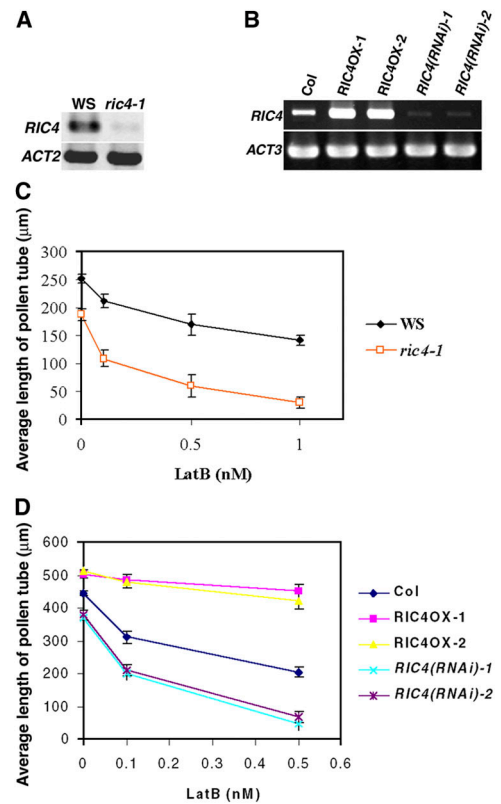 A
WS ric4-1
RIC4
ACT2
B
Col RIC4OX-1 RIC4OX-2 RIC4(RNAi)-1 RIC4(RNAi)-2
RIC4
ACT3
C
Average length of pollen tube (μm)
300
250
200
150
100
50
0
0 0.5 1
LatB (nM)
WS
ric4-1
D
Average length of pollen tube (μm)
600
500
400
300
200
100
0
0 0.1 0.2 0.3 0.4 0.5 0.6
LatB (nM)
Col
RIC4OX-1
RIC4OX-2
RIC4(RNAi)-1
RIC4(RNAi)-2